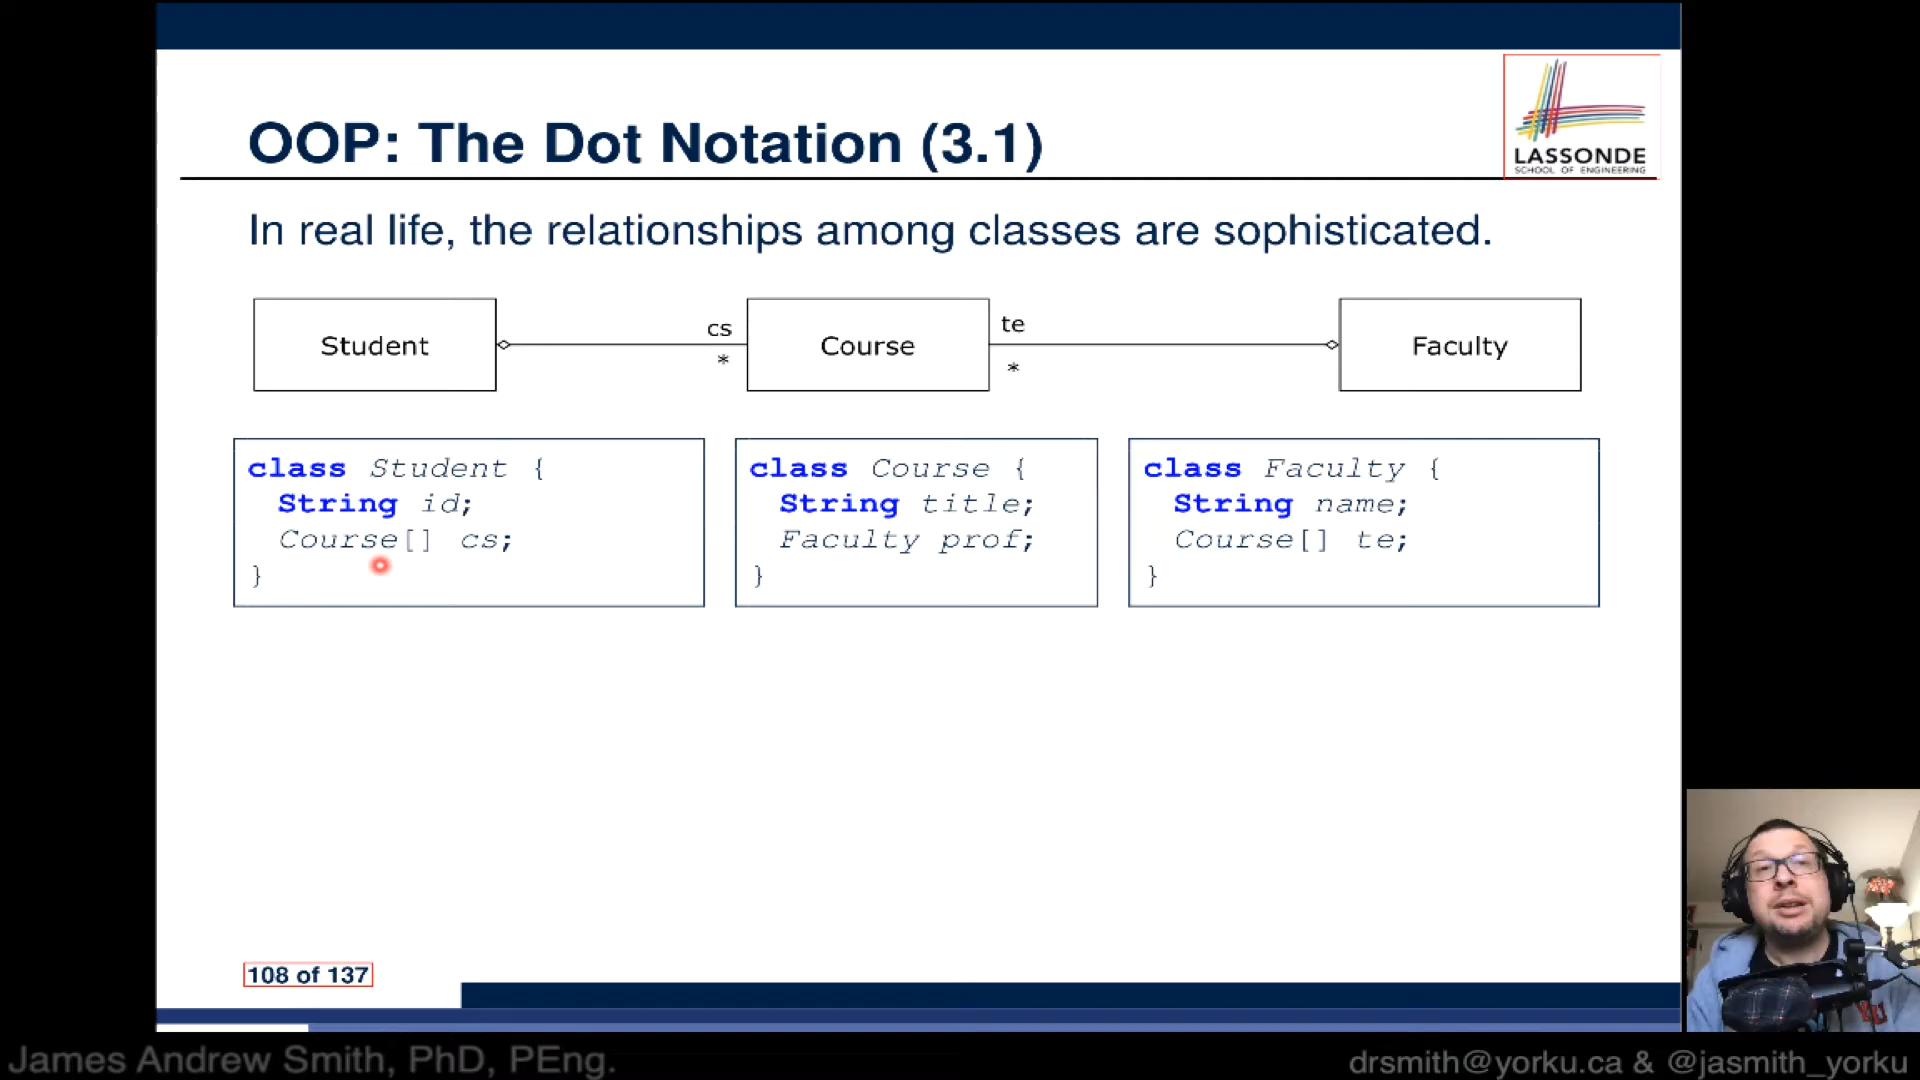 OOP: The Dot Notation (3.1)
LASSONDE
SCHOOL OF ENGINEERING
In real life, the relationships among classes are sophisticated.
Student
cs
*
Course
te
*
Faculty
class Student {
String id;
Course[] cs;
}
class Course {
String title;
Faculty prof;
}
class Faculty {
String name;
Course[] te;
}
108 of 137
James Andrew Smith, PhD, PEng.
drsmith@yorku.ca & @jasmith_yorku